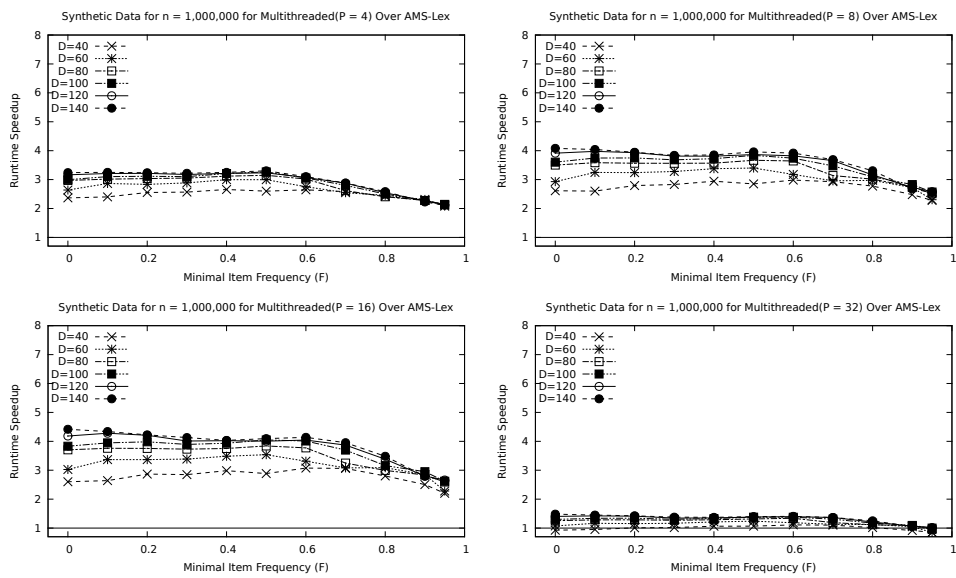 Synthetic Data for n = 1,000,000 for Multithreaded(P = 4) Over AMS-Lex
8
7
6
5
4
3
2
1
Runtime Speedup
D=40
D=60
D=80
D=100
D=120
D=140
0
0.2
0.4
0.6
0.8
1
Minimal Item Frequency (F)
Synthetic Data for n = 1,000,000 for Multithreaded(P = 8) Over AMS-Lex
8
7
6
5
4
3
2
1
Runtime Speedup
D=40
D=60
D=80
D=100
D=120
D=140
0
0.2
0.4
0.6
0.8
1
Minimal Item Frequency (F)
Synthetic Data for n = 1,000,000 for Multithreaded(P = 16) Over AMS-Lex
8
7
6
5
4
3
2
1
Runtime Speedup
D=40
D=60
D=80
D=100
D=120
D=140
0
0.2
0.4
0.6
0.8
1
Minimal Item Frequency (F)
Synthetic Data for n = 1,000,000 for Multithreaded(P = 32) Over AMS-Lex
8
7
6
5
4
3
2
1
Runtime Speedup
D=40
D=60
D=80
D=100
D=120
D=140
0
0.2
0.4
0.6
0.8
1
Minimal Item Frequency (F)